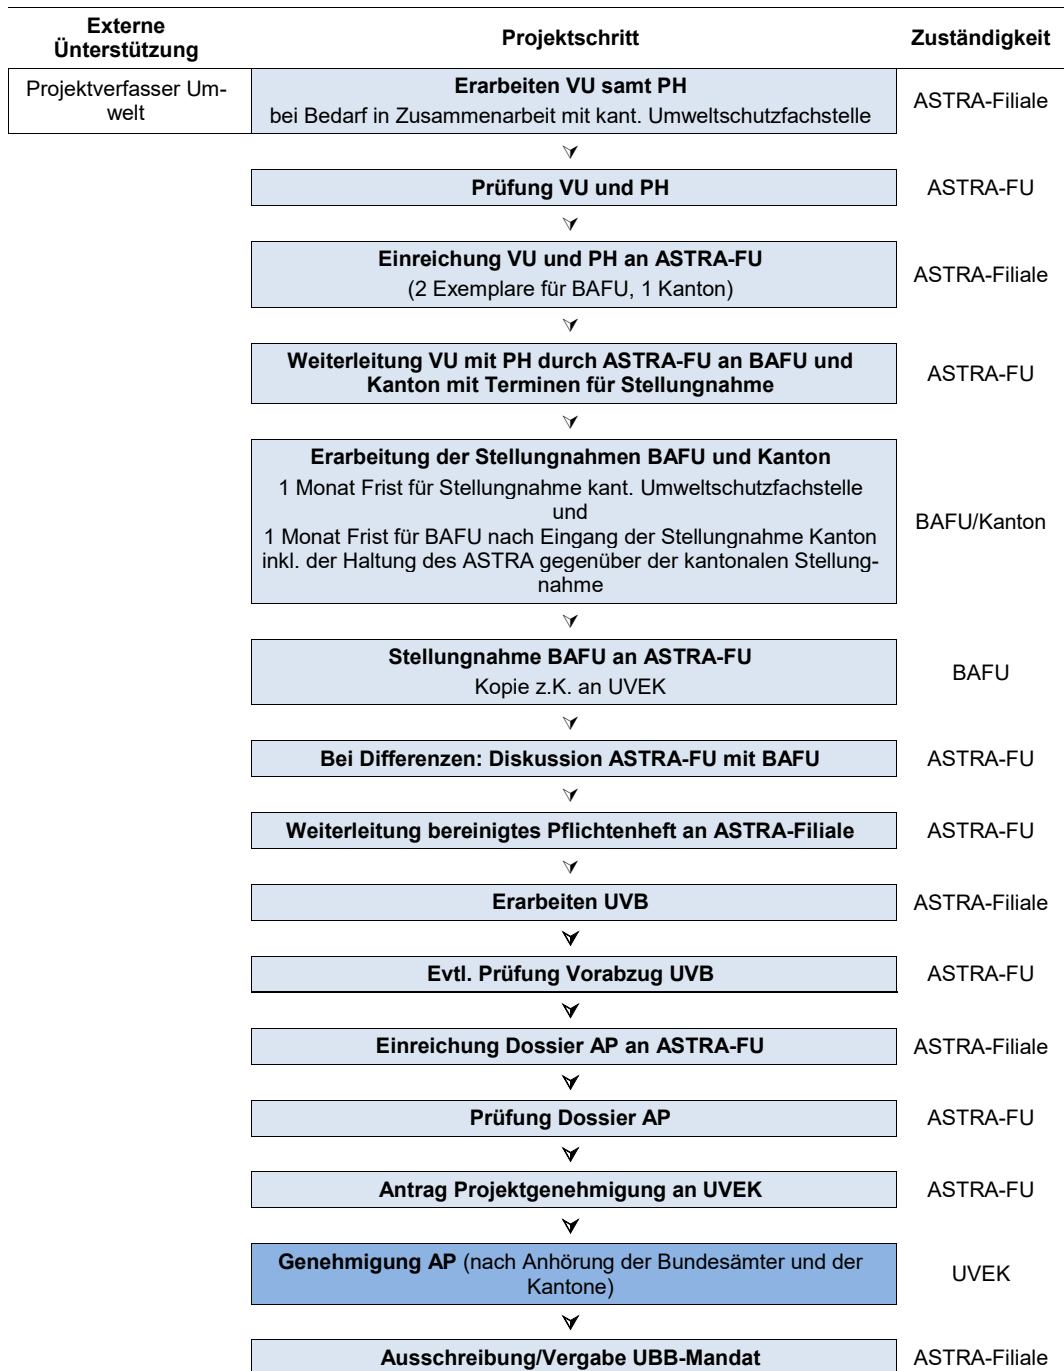 Externe
Ünterstützung
Projektschritt
Zuständigkeit
Projektverfasser Um-
welt
Erarbeiten VU samt PH
bei Bedarf in Zusammenarbeit mit kant. Umweltschutzfachstelle
ASTRA-Filiale
Prüfung VU und PH
ASTRA-FU
Einreichung VU und PH an ASTRA-FU
(2 Exemplare für BAFU, 1 Kanton)
ASTRA-Filiale
Weiterleitung VU mit PH durch ASTRA-FU an BAFU und
Kanton mit Terminen für Stellungnahme
ASTRA-FU
Erarbeitung der Stellungnahmen BAFU und Kanton
1 Monat Frist für Stellungnahme kant. Umweltschutzfachstelle
und
1 Monat Frist für BAFU nach Eingang der Stellungnahme Kanton
inkl. der Haltung des ASTRA gegenüber der kantonalen Stellung-
nahme
BAFU/Kanton
Stellungnahme BAFU an ASTRA-FU
Kopie z.K. an UVEK
BAFU
Bei Differenzen: Diskussion ASTRA-FU mit BAFU
ASTRA-FU
Weiterleitung bereinigtes Pflichtenheft an ASTRA-Filiale
ASTRA-FU
Erarbeiten UVB
ASTRA-Filiale
Evtl. Prüfung Vorabzug UVB
ASTRA-FU
Einreichung Dossier AP an ASTRA-FU
ASTRA-Filiale
Prüfung Dossier AP
ASTRA-FU
Antrag Projektgenehmigung an UVEK
ASTRA-FU
Genehmigung AP (nach Anhörung der Bundesämter und der
Kantone)
UVEK
Ausschreibung/Vergabe UBB-Mandat
ASTRA-Filiale